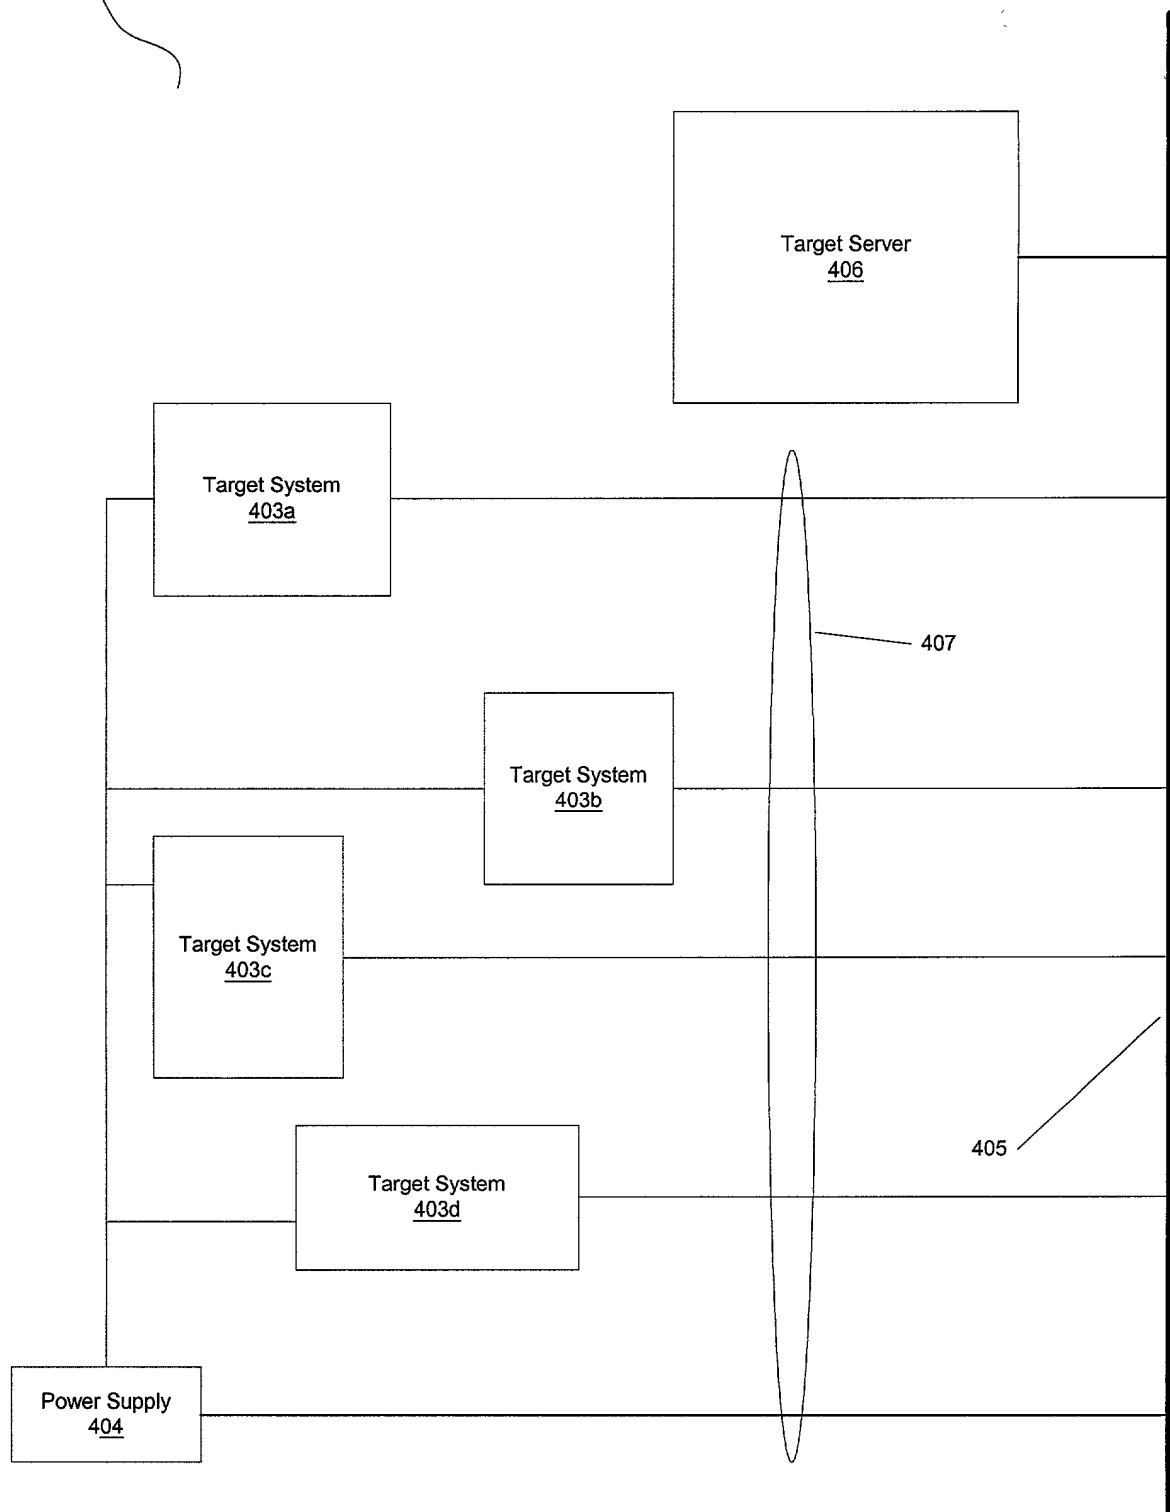 Target Server
406
Target System
403a
407
Target System
403b
Target System
403c
405
Target System
403d
Power Supply
404